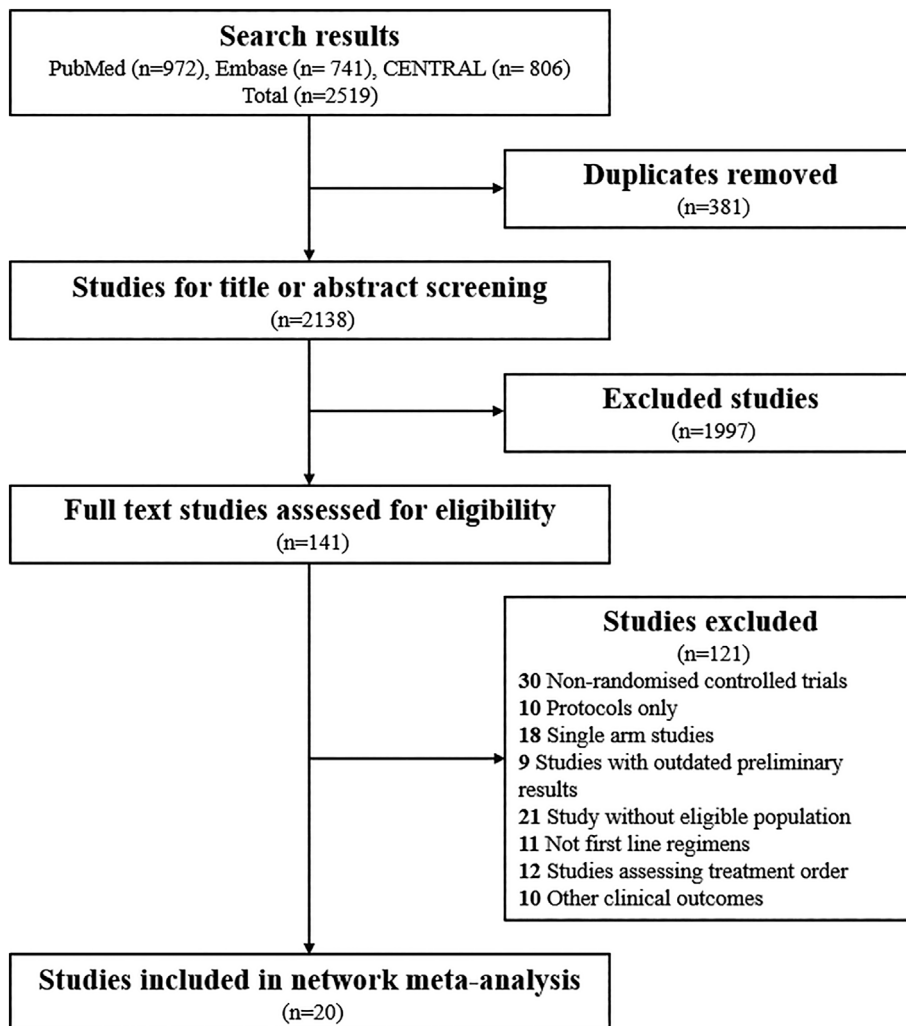 Search results
PubMed (n=972), Embase (n= 741), CENTRAL (n= 806)
Total (n=2519)
Duplicates removed
(n=381)
Studies for title or abstract screening
(n=2138)
Excluded studies
(n=1997)
Full text studies assessed for eligibility
(n=141)
Studies excluded
(n=121)
30 Non-randomised controlled trials
10 Protocols only
18 Single arm studies
9 Studies with outdated preliminary
results
21 Study without eligible population
11 Not first line regimens
12 Studies assessing treatment order
10 Other clinical outcomes
Studies included in network meta-analysis
(n=20)